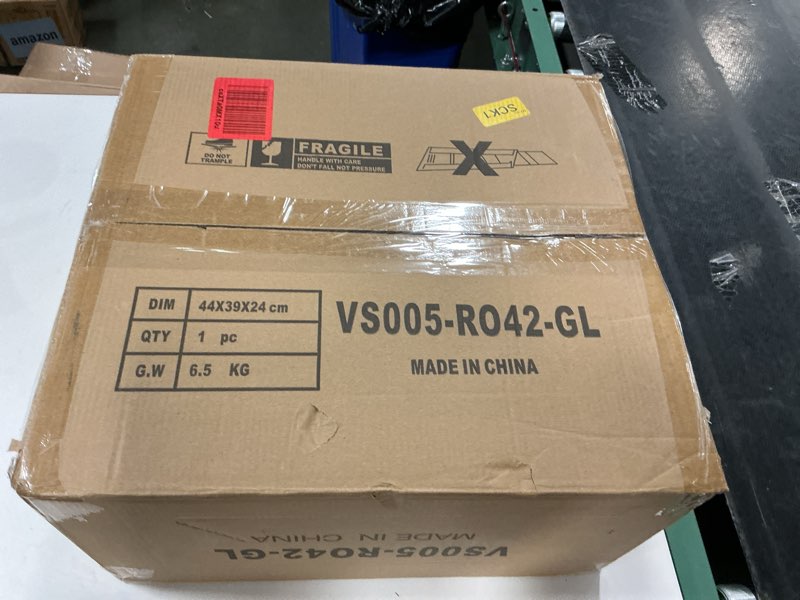 amazon
SCK1
DO NOT
TRAMPLE
FRAGILE
HANDLE WITH CARE
DON'T FALL NOT PRESSURE
X
DIM 44X39X24 cm
QTY 1 pc
G.W 6.5 KG
VS005-RO42-GL
MADE IN CHINA
MADE IN CHINA
VS005-RO42-GL